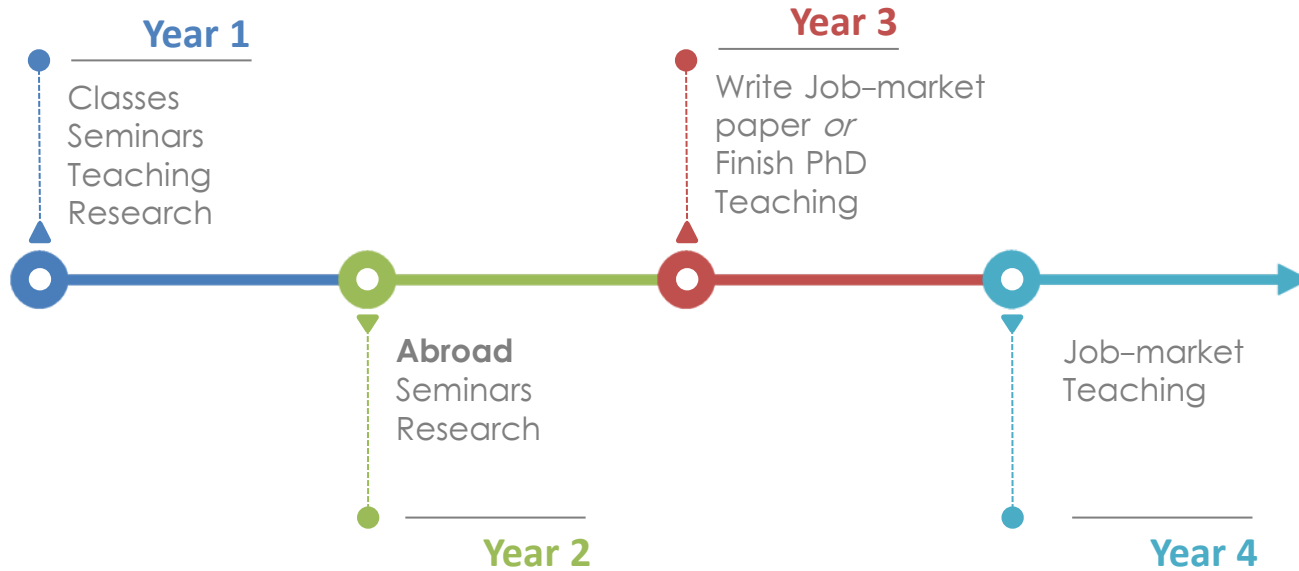 Year 1
Classes
Seminars
Teaching
Research
Abroad
Seminars
Research
Year 2
Year 3
Write Job-market
paper or
Finish PhD
Teaching
Job-market
Teaching
Year 4